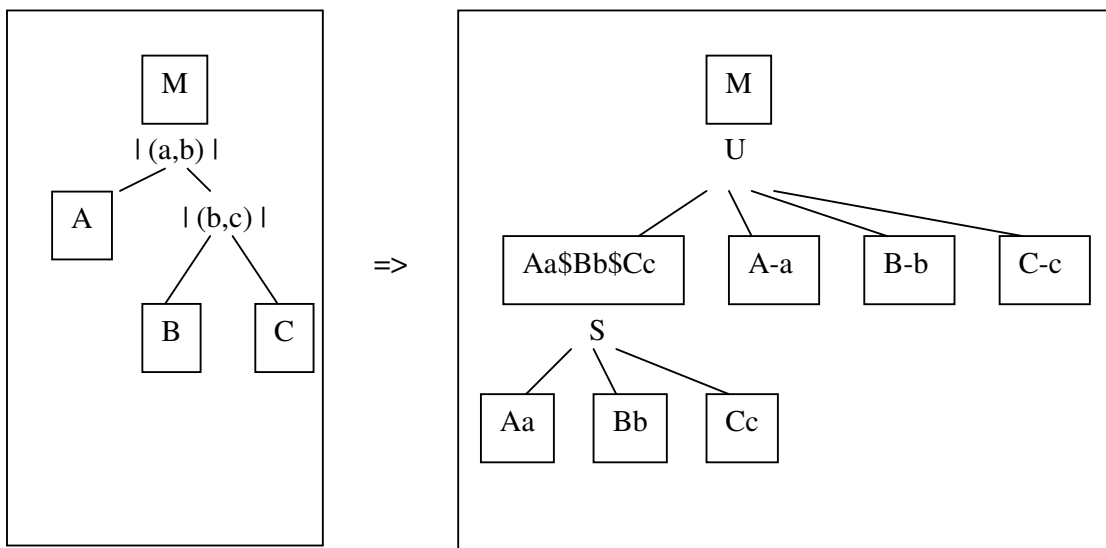 M
| (a,b) |
A
| (b,c) |
B C
=>
M
U
Aa$Bb$Cc A-a B-b C-c
S
Aa Bb Cc